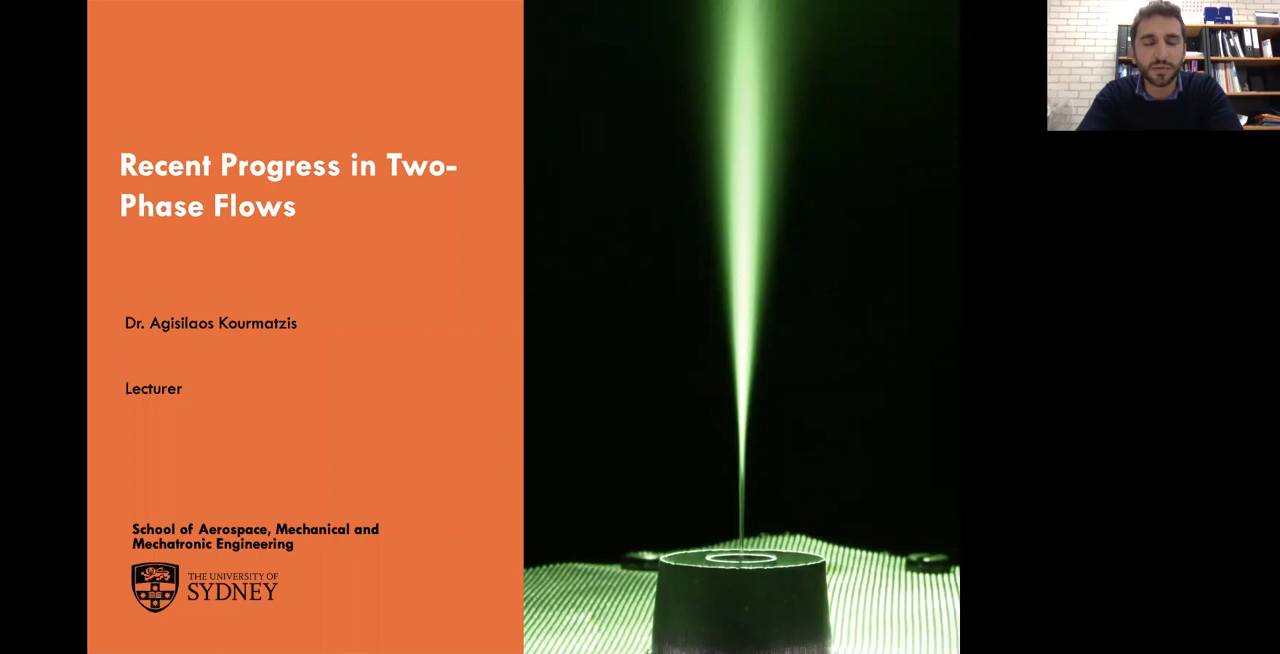 Recent Progress in Two-
Phase Flows
Dr. Agisilaos Kourmatzis
Lecturer
School of Aerospace, Mechanical and
Mechatronic Engineering
THE UNIVERSITY OF
SYDNEY